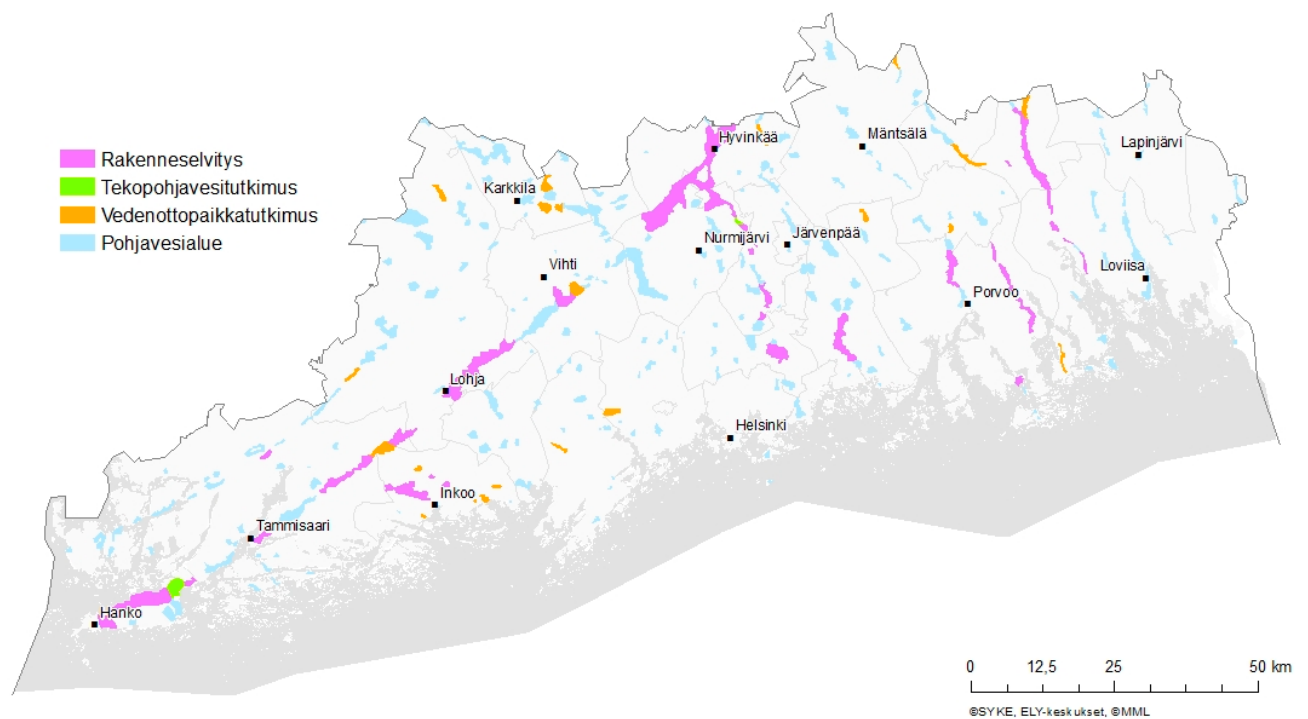 Rakenneselvitys
Tekopohjavesitutkimus
Vedenottopaikkatutkimus
Pohjavesialue
Hyvinkää
Mäntsälä
Lapinjärvi
Karkkila
Nurmijärvi
Järvenpää
Vihti
Loviisa
Porvoo
Lohja
Helsinki
Inkoo
Tammisaari
Hanko
0 12,5 25 50 km
©SYKE, ELY-keskukset, ©MML